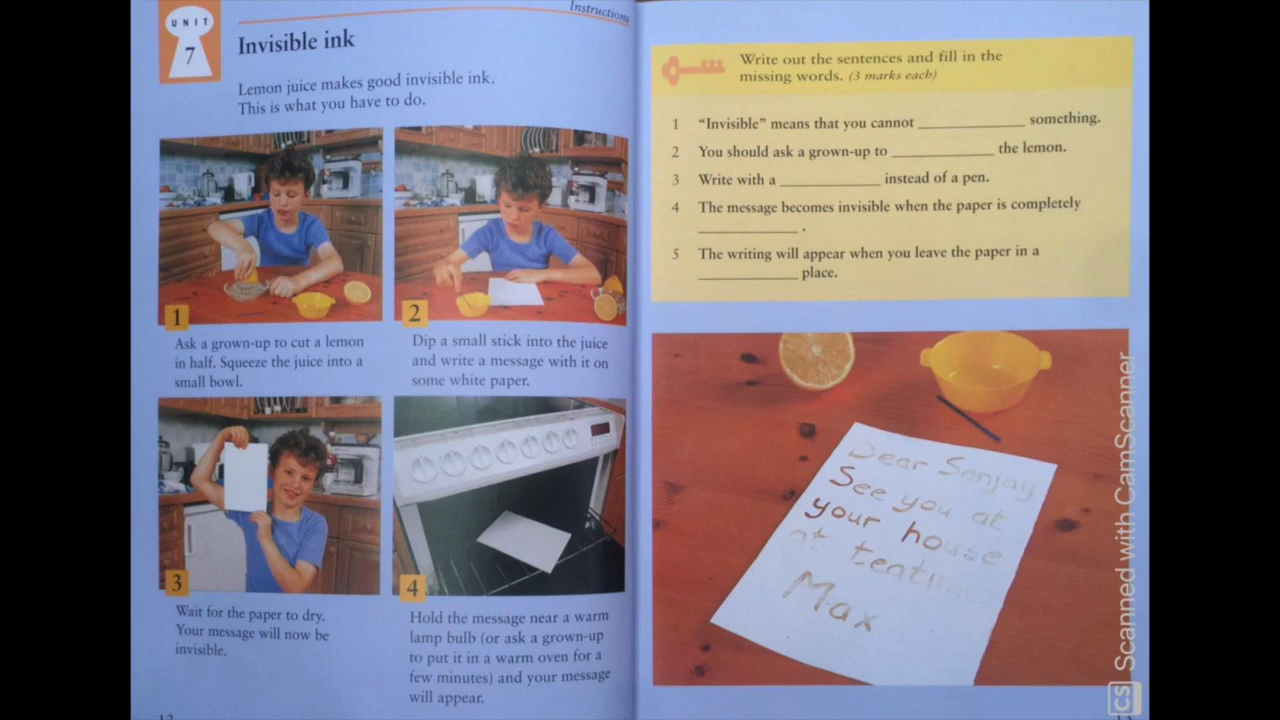 UNIT
7
Instructions
Invisible ink
Lemon juice makes good invisible ink.
This is what you have to do.
1
Ask a grown-up to cut a lemon
in half. Squeeze the juice into a
small bowl.
2
Dip a small stick into the juice
and write a message with it on
some white paper.
3
Wait for the paper to dry.
Your message will now be
invisible.
4
Hold the message near a warm
lamp bulb (or ask a grown-up
to put it in a warm oven for a
few minutes) and your message
will appear.
Write out the sentences and fill in the
missing words. (3 marks each)
1 “Invisible” means that you cannot ____________ something.
2 You should ask a grown-up to ____________ the lemon.
3 Write with a ____________ instead of a pen.
4 The message becomes invisible when the paper is completely
____________ .
5 The writing will appear when you leave the paper in a
____________ place.
Dear Sanjay
See you at
your house
at
Max
CS Scanned with CamScanner